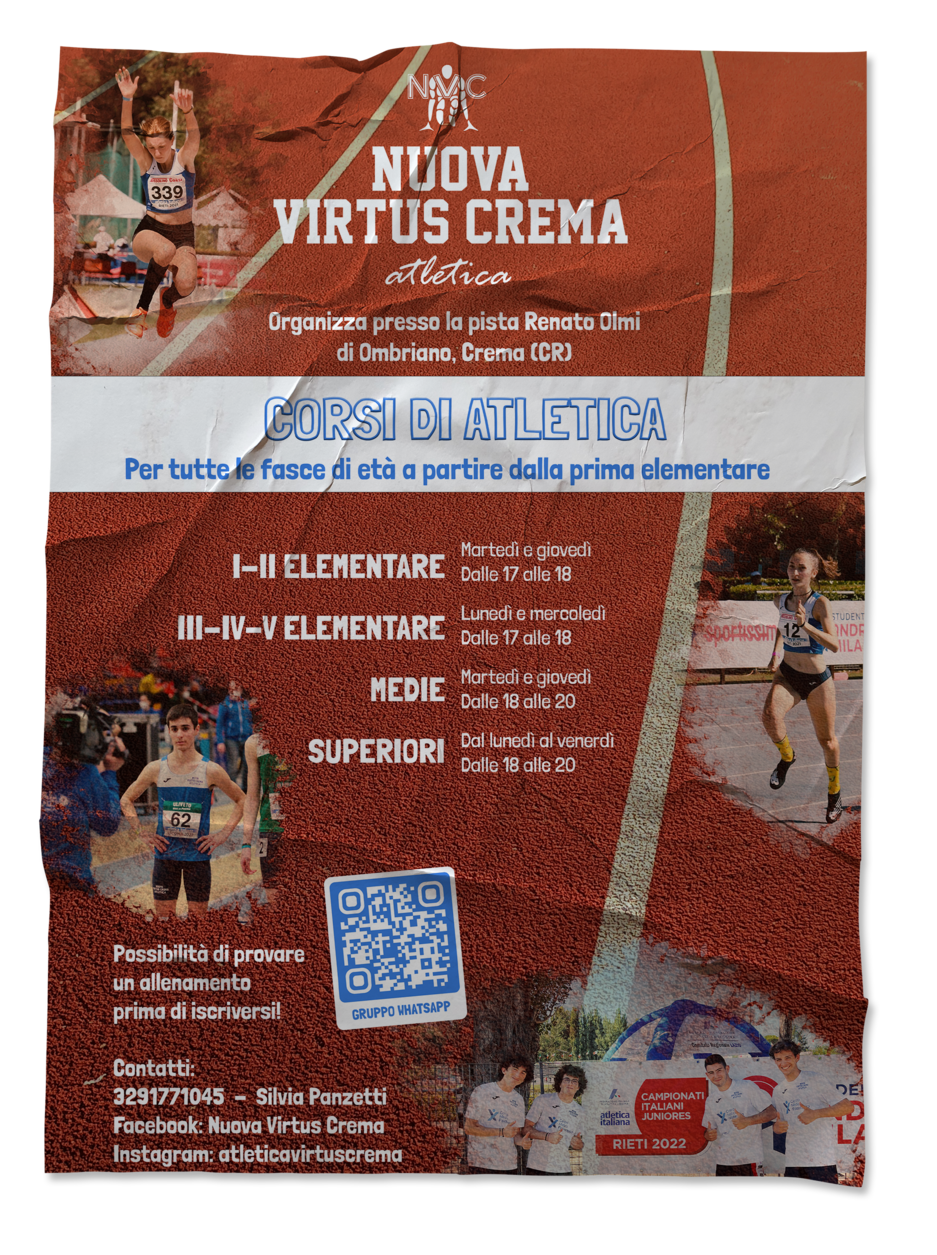 NVC
NUOVA
VIRTUS CREMA
atletica
Organizza presso la pista Renato Olmi
di Ombriano, Crema (CR)
CORSI DI ATLETICA
Per tutte le fasce di età a partire dalla prima elementare
I-II ELEMENTARE
Martedì e giovedì
Dalle 17 alle 18
III-IV-V ELEMENTARE
Lunedì e mercoledì
Dalle 17 alle 18
MEDIE
Martedì e giovedì
Dalle 18 alle 20
SUPERIORI
Dal lunedì al venerdì
Dalle 18 alle 20
339
12
62
GRUPPO WHATSAPP
Possibilità di provare
un allenamento
prima di iscriversi!
Contatti:
3291771045 - Silvia Panzetti
Facebook: Nuova Virtus Crema
Instagram: atleticavirtuscrema
atletica
italiana
CAMPIONATI
ITALIANI
JUNIORES
RIETI 2022